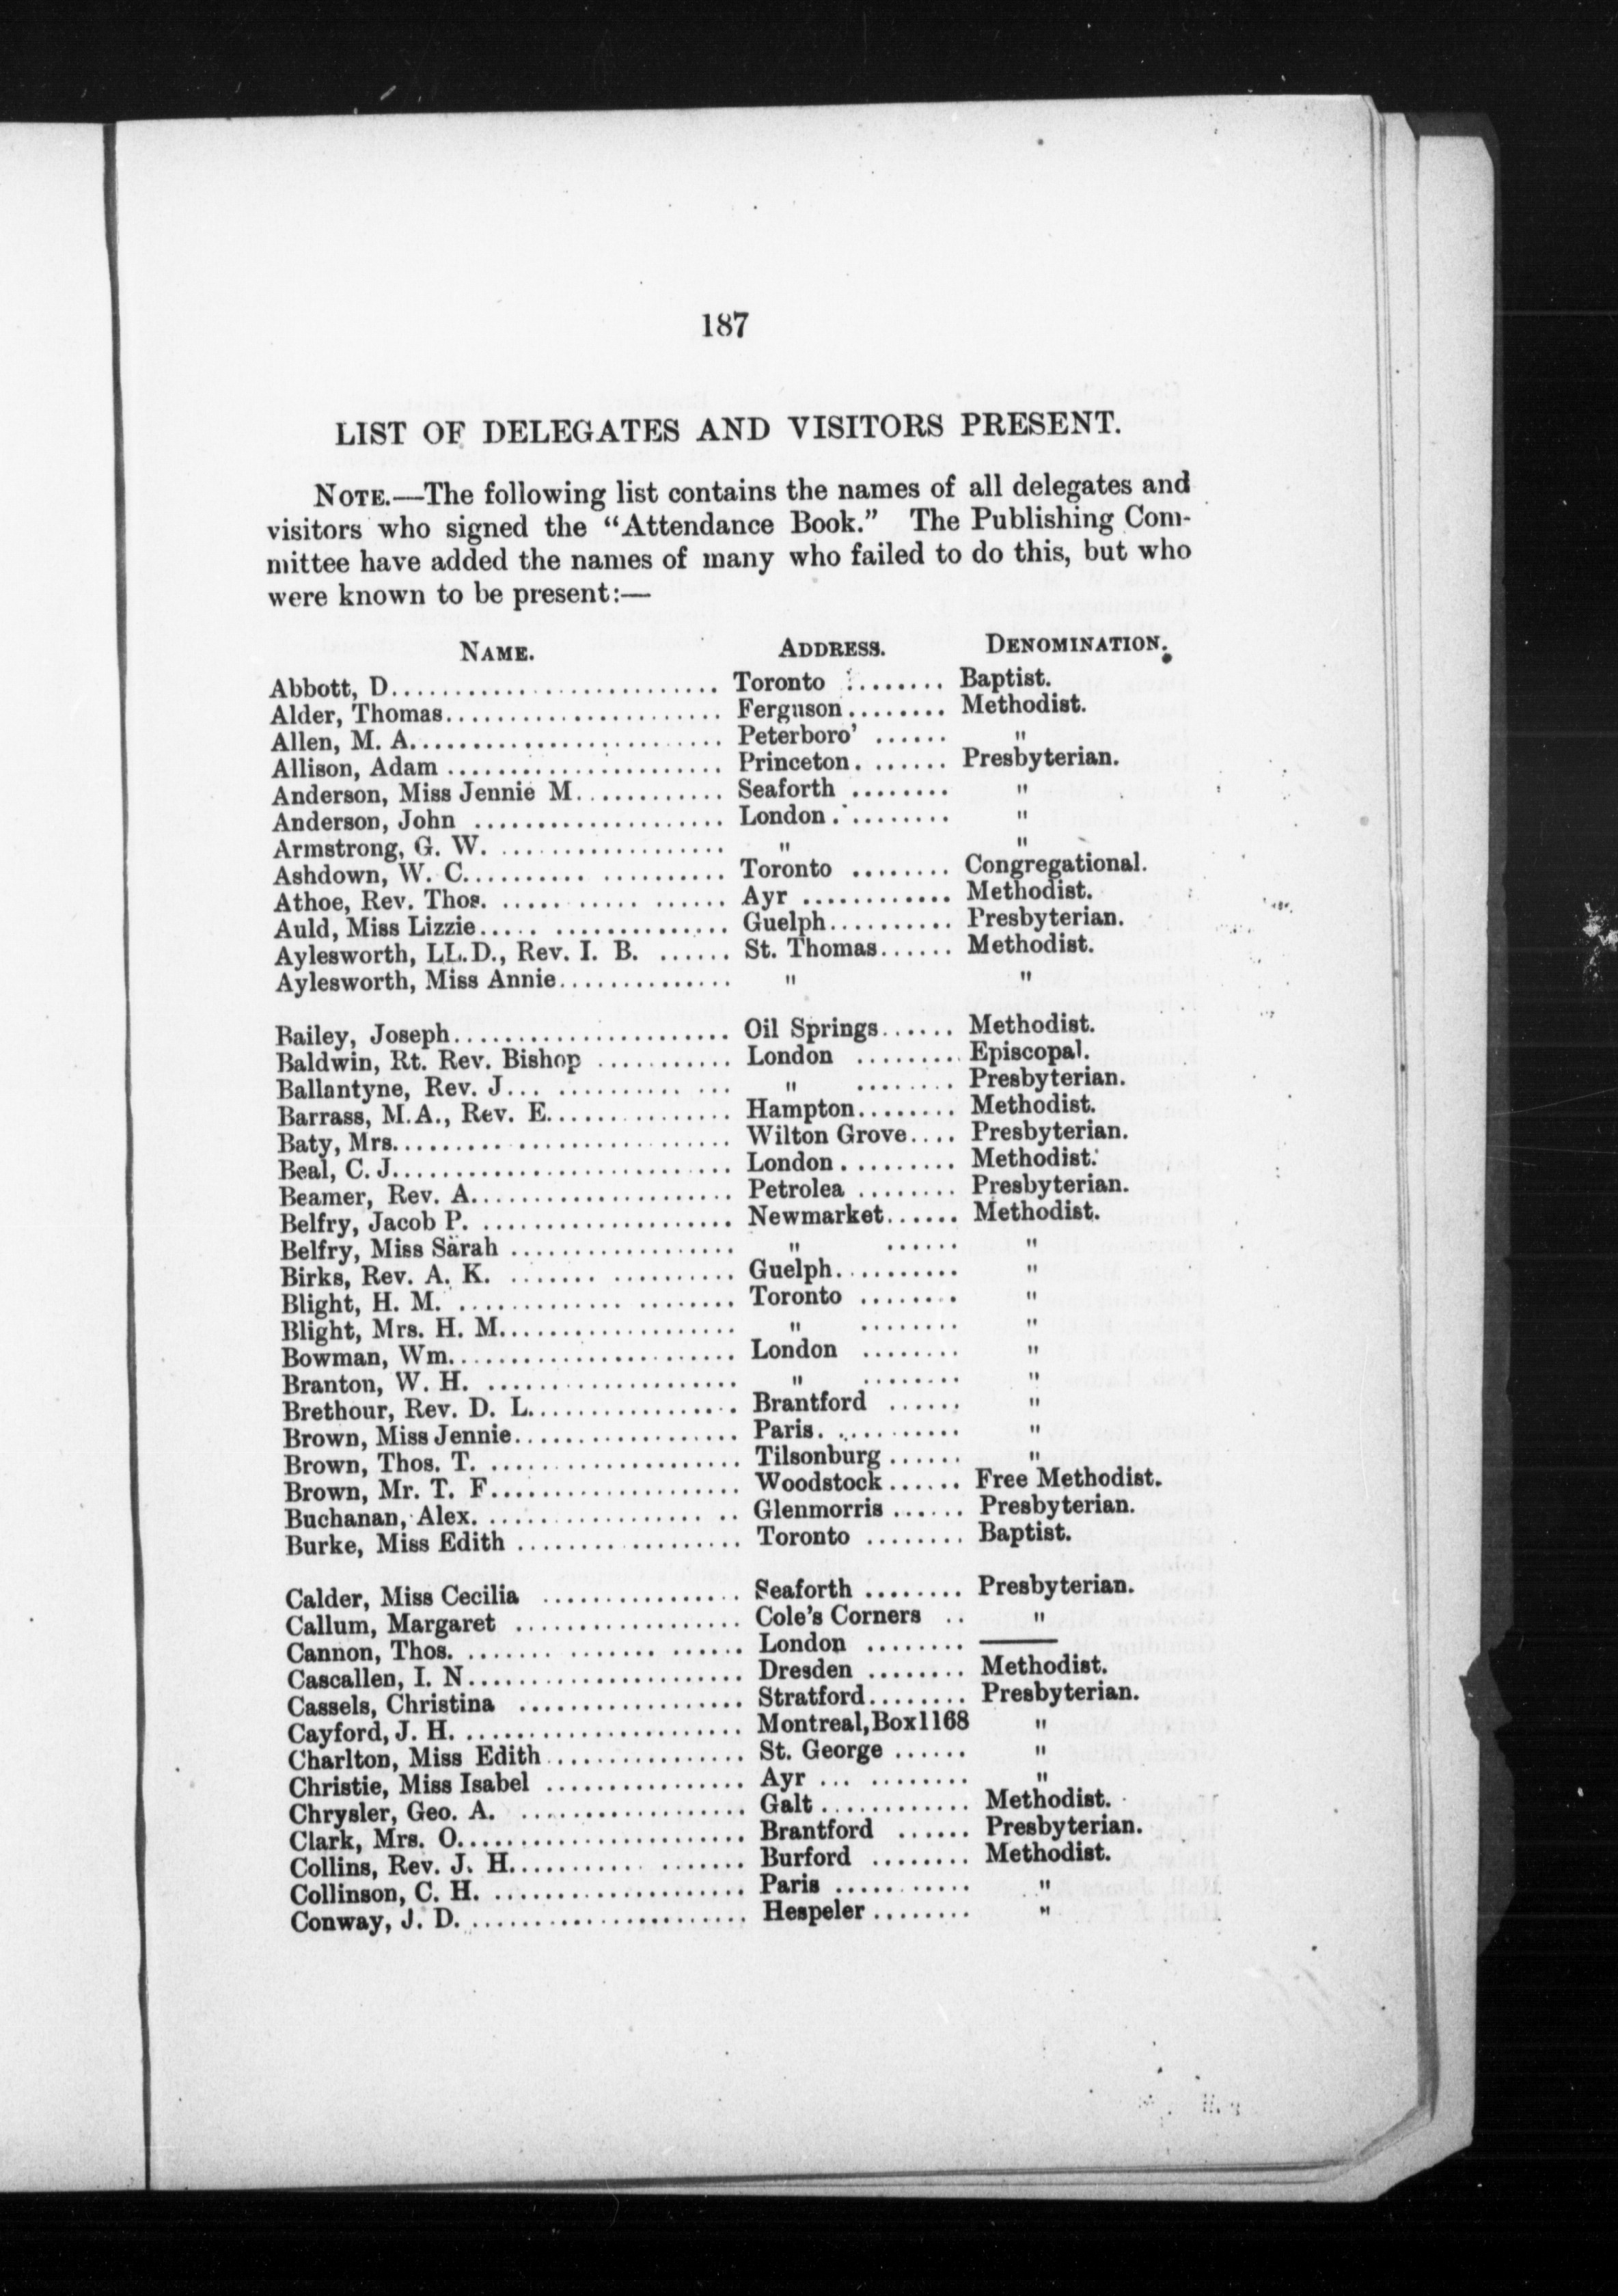 187
LIST OF DELEGATES AND VISITORS PRESENT.
NOTE.—The following list contains the names of all delegates and
visitors who signed the “Attendance Book.” The Publishing Com-
mittee have added the names of many who failed to do this, but who
were known to be present:—
NAME. ADDRESS. DENOMINATION.
Abbott, D.......................... Toronto ........ Baptist.
Alder, Thomas...................... Ferguson........ Methodist.
Allen, M. A......................... Peterboro' ...... "
Allison, Adam ...................... Princeton. ...... Presbyterian.
Anderson, Miss Jennie M............ Seaforth ........ "
Anderson, John .................... London ........ "
Armstrong, G. W. .................. " "
Ashdown, W. C.......... .......... Toronto ........ Congregational.
Athoe, Rev. Thos. ..... ..... ...... Ayr ............ Methodist.
Auld, Miss Lizzie..... .............. Guelph.......... Presbyterian.
Aylesworth, LL.D., Rev. I. B. ...... St. Thomas...... Methodist.
Aylesworth, Miss Annie.............. " "
Bailey, Joseph...................... Oil Springs...... Methodist.
Baldwin, Rt. Rev. Bishop ........... London ......... Episcopal.
Ballantyne, Rev. J... .......... ... " ........ Presbyterian.
Barrass, M.A., Rev. E............... Hampton........ Methodist.
Baty, Mrs........................... Wilton Grove.... Presbyterian.
Beal, C. J........................... London......... Methodist.
Beamer, Rev. A..................... Petrolea ........ Presbyterian.
Belfry, Jacob P. .................... Newmarket...... Methodist.
Belfry, Miss Sarah .................. " ...... "
Birks, Rev. A. K. ....... .......... Guelph.......... "
Blight, H. M. ............. ........ Toronto ........ "
Blight, Mrs. H. M................... " ........ "
Bowman, Wm....................... London ........ "
Branton, W. H. .................... " ........ "
Brethour, Rev. D. L................. Brantford ...... "
Brown, Miss Jennie.................. Paris. .......... "
Brown, Thos. T. .................... Tilsonburg ...... "
Brown, Mr. T. F.................... Woodstock...... Free Methodist.
Buchanan, Alex. ................ .. Glenmorris ...... Presbyterian.
Burke, Miss Edith .................. Toronto ........ Baptist.
Calder, Miss Cecilia ................ Seaforth ........ Presbyterian.
Callum, Margaret .................. Cole's Corners .. "
Cannon, Thos. ........ ....... ...... London ........ ———
Cascallen, I. N...................... Dresden ........ Methodist.
Cassels, Christina .................. Stratford........ Presbyterian.
Cayford, J. H. ...................... Montreal,Box1168 "
Charlton, Miss Edith................ St. George ...... "
Christie, Miss Isabel ................ Ayr ... ........ "
Chrysler, Geo. A. .................. Galt............ Methodist.
Clark, Mrs. O....................... Brantford ...... Presbyterian.
Collins, Rev. J. H........... ....... Burford ........ Methodist.
Collinson, C. H. .................... Paris ........... "
Conway, J. D. ...................... Hespeler........ "